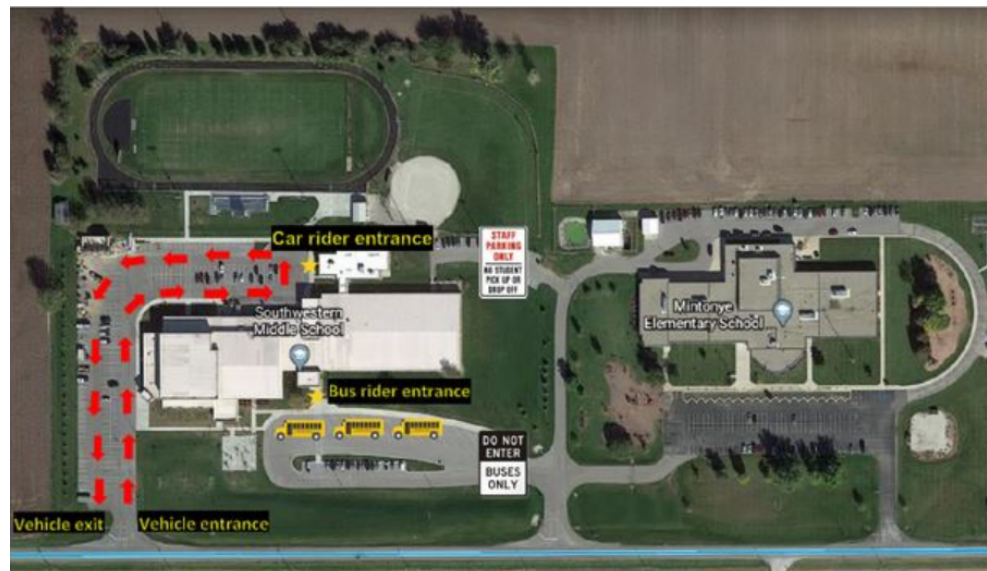 Car rider entrance
STAFF
PARKING
ONLY
NO STUDENT
PICK UP OR
DROP OFF
Southwestern
Middle School
Mintonye
Elementary School
Bus rider entrance
DO NOT
ENTER
BUSES
ONLY
Vehicle exit
Vehicle entrance